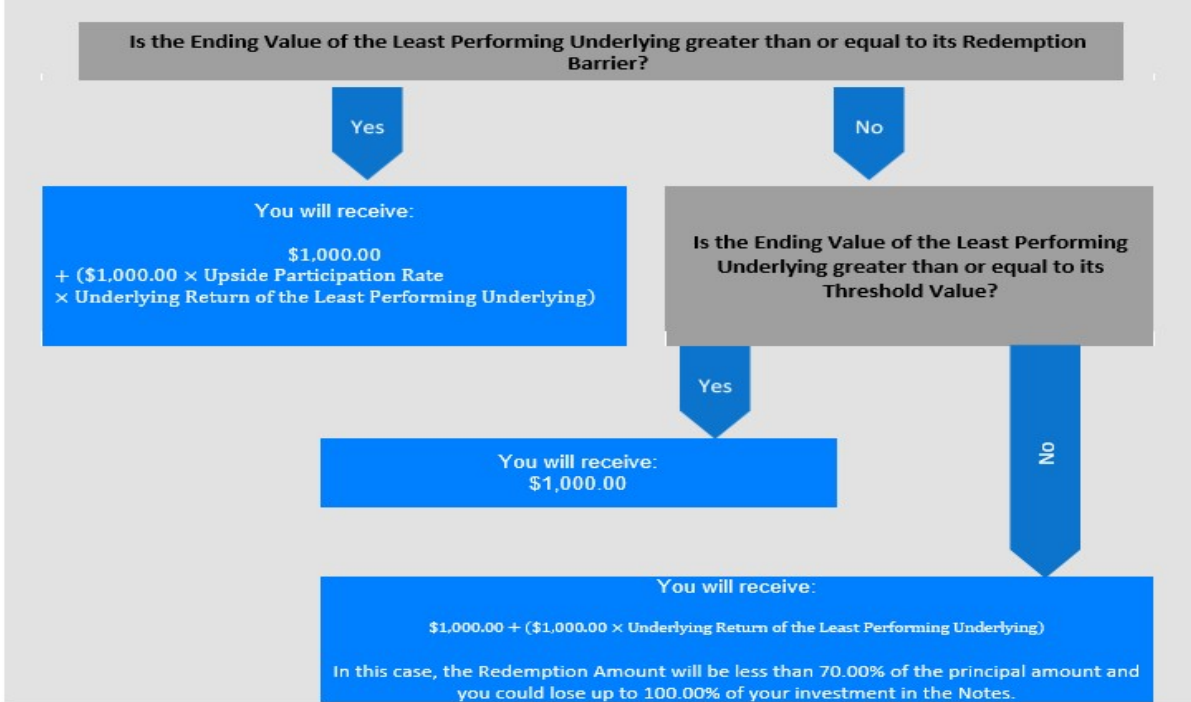 Is the Ending Value of the Least Performing Underlying greater than or equal to its Redemption
Barrier?
Yes
No
You will receive:
$1,000.00
+ ($1,000.00 × Upside Participation Rate
× Underlying Return of the Least Performing Underlying)
Is the Ending Value of the Least Performing
Underlying greater than or equal to its
Threshold Value?
Yes
No
You will receive:
$1,000.00
You will receive:
$1,000.00 + ($1,000.00 × Underlying Return of the Least Performing Underlying)
In this case, the Redemption Amount will be less than 70.00% of the principal amount and
you could lose up to 100.00% of your investment in the Notes.